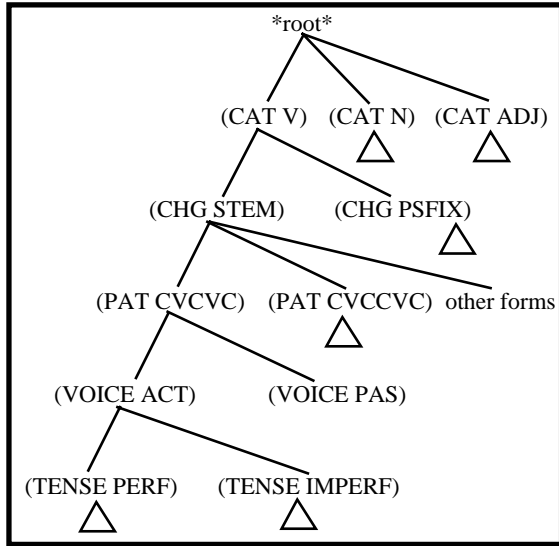 *root*
(CAT V) (CAT N) (CAT ADJ)
(CHG STEM) (CHG PSFIX)
(PAT CVCVC) (PAT CVCCVC) other forms
(VOICE ACT) (VOICE PAS)
(TENSE PERF) (TENSE IMPERF)